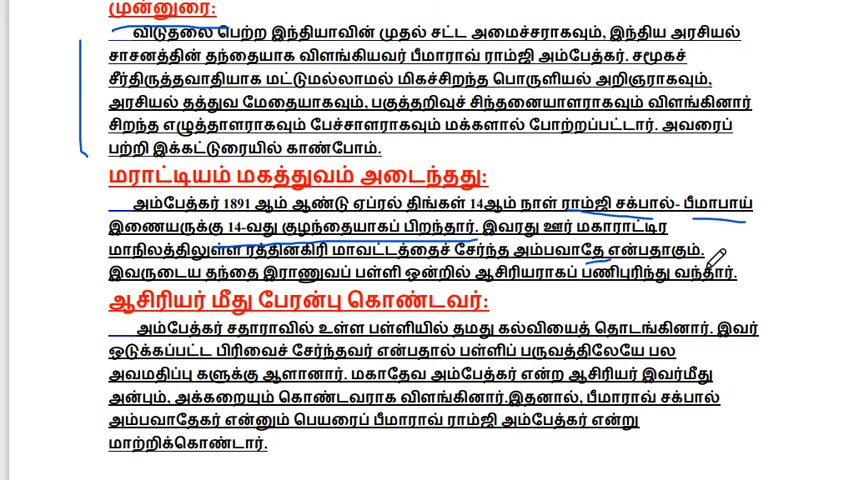 முன்னுரை:
விடுதலை பெற்ற இந்தியாவின் முதல் சட்ட அமைச்சராகவும், இந்திய அரசியல்
சாசனத்தின் தந்தையாக விளங்கியவர் பீமாராவ் ராம்ஜி அம்பேத்கர். சமூகச்
சீர்திருத்தவாதியாக மட்டுமல்லாமல் மிகச்சிறந்த பொருளியல் அறிஞராகவும்,
அரசியல் தத்துவ மேதையாகவும், பகுத்தறிவுச் சிந்தனையாளராகவும் விளங்கினார்
சிறந்த எழுத்தாளராகவும் பேச்சாளராகவும் மக்களால் போற்றப்பட்டார். அவரைப்
பற்றி இக்கட்டுரையில் காண்போம்.
மராட்டியம் மகத்துவம் அடைந்தது:
அம்பேத்கர் 1891 ஆம் ஆண்டு ஏப்ரல் திங்கள் 14ஆம் நாள் ராம்ஜி சக்பால்- பீமாபாய்
இணையருக்கு 14-வது குழந்தையாகப் பிறந்தார். இவரது ஊர் மகாராட்டிர
மாநிலத்திலுள்ள ரத்தினகிரி மாவட்டத்தைச் சேர்ந்த அம்பவாதே என்பதாகும்.
இவருடைய தந்தை இராணுவப் பள்ளி ஒன்றில் ஆசிரியராகப் பணிபுரிந்து வந்தார்.
ஆசிரியர் மீது பேரன்பு கொண்டவர்:
அம்பேத்கர் சதாராவில் உள்ள பள்ளியில் தமது கல்வியைத் தொடங்கினார். இவர்
ஒடுக்கப்பட்ட பிரிவைச் சேர்ந்தவர் என்பதால் பள்ளிப் பருவத்திலேயே பல
அவமதிப்பு களுக்கு ஆளானார். மகாதேவ அம்பேத்கர் என்ற ஆசிரியர் இவர்மீது
அன்பும், அக்கறையும் கொண்டவராக விளங்கினார்.இதனால், பீமாராவ் சக்பால்
அம்பவாதேகர் என்னும் பெயரைப் பீமாராவ் ராம்ஜி அம்பேத்கர் என்று
மாற்றிக்கொண்டார்.